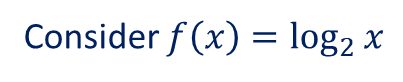 Consider f(x) = log₂ x